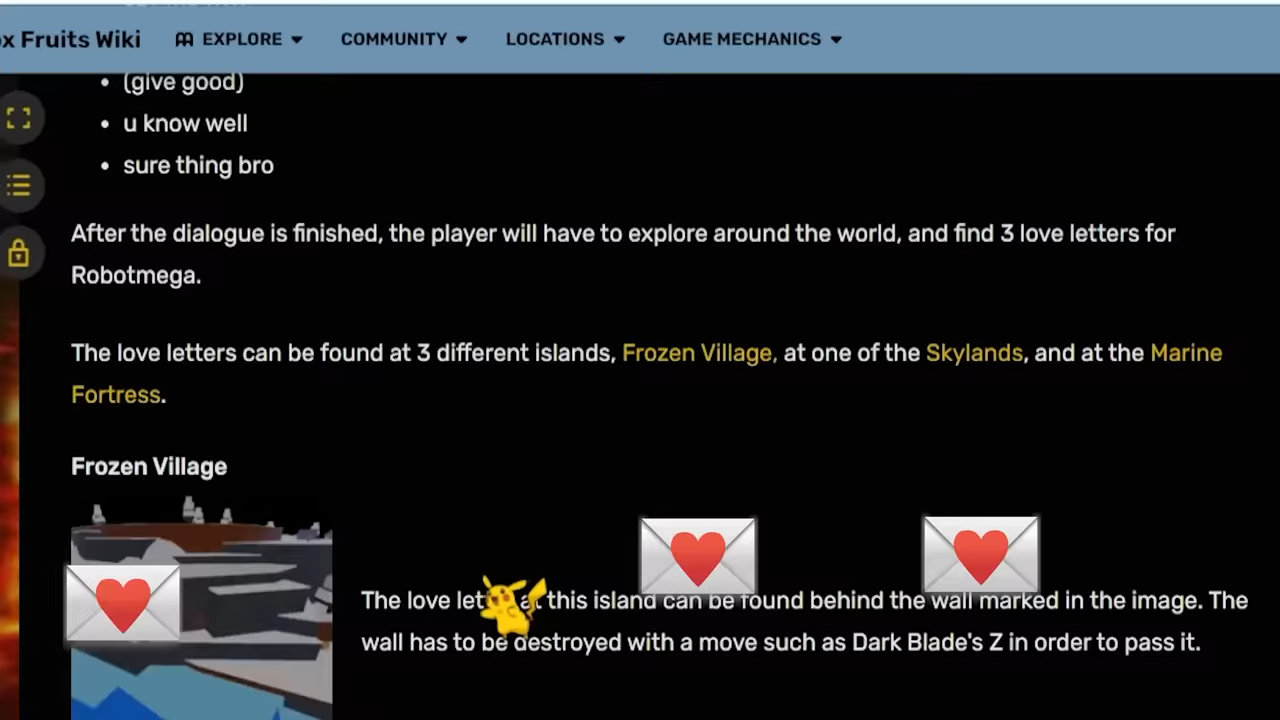 x Fruits Wiki EXPLORE COMMUNITY LOCATIONS GAME MECHANICS
(give good)
u know well
sure thing bro
After the dialogue is finished, the player will have to explore around the world, and find 3 love letters for
Robotmega.
The love letters can be found at 3 different islands, Frozen Village, at one of the Skylands, and at the Marine
Fortress.
Frozen Village
The love let at this island can be found behind the wall marked in the image. The
wall has to be destroyed with a move such as Dark Blade's Z in order to pass it.